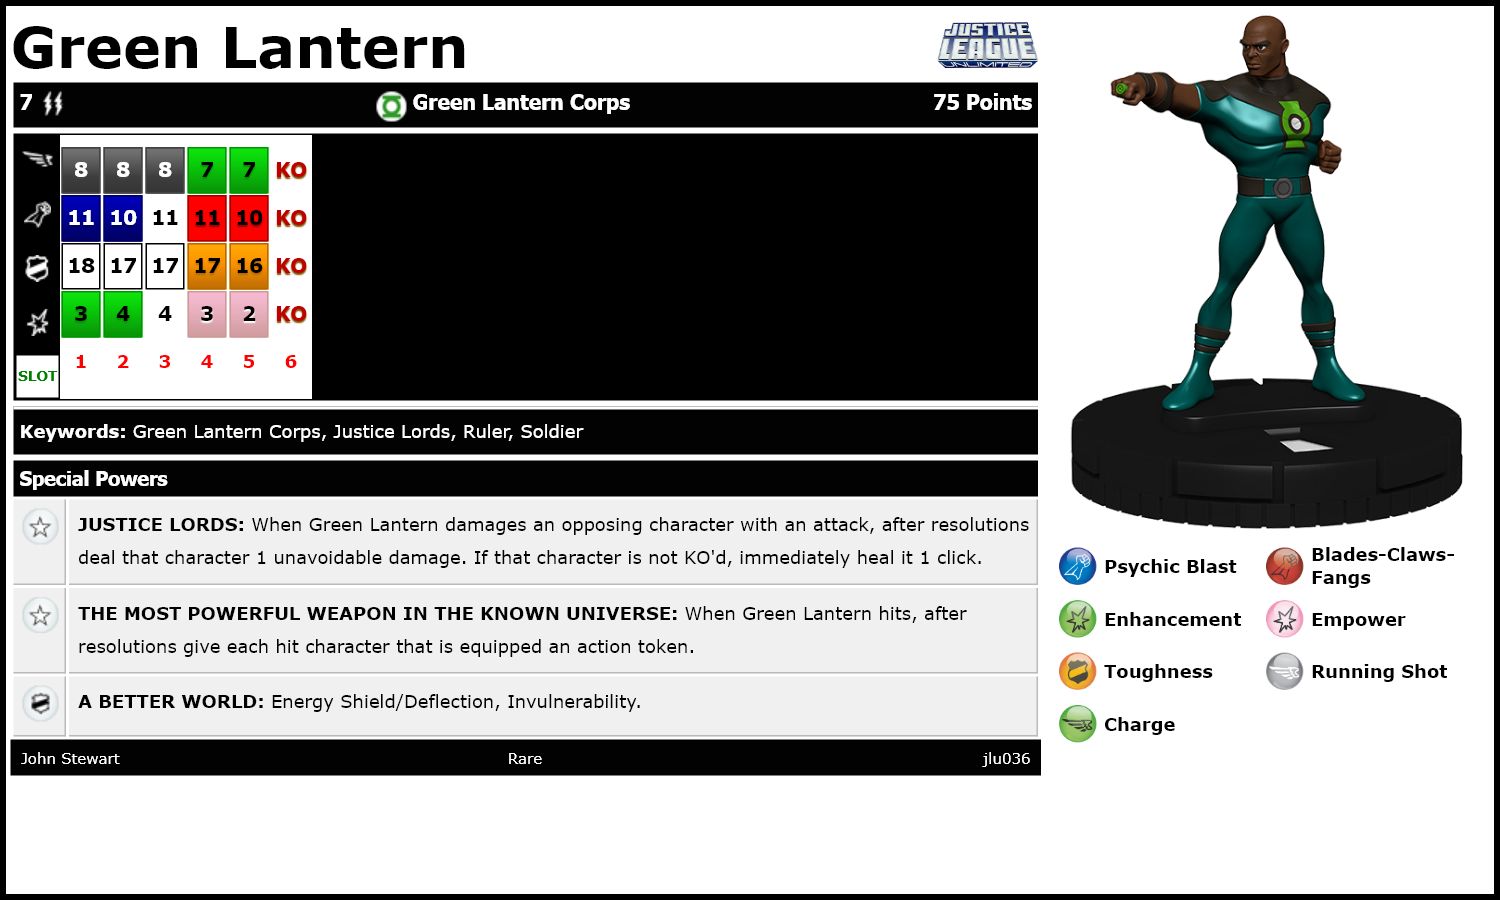 Green Lantern
JUSTICE
LEAGUE
UNLIMITED
7 Green Lantern Corps 75 Points
8 8 8 7 7 KO
11 10 11 11 10 KO
18 17 17 17 16 KO
3 4 4 3 2 KO
SLOT 1 2 3 4 5 6
Keywords: Green Lantern Corps, Justice Lords, Ruler, Soldier
Special Powers
JUSTICE LORDS: When Green Lantern damages an opposing character with an attack, after resolutions
deal that character 1 unavoidable damage. If that character is not KO'd, immediately heal it 1 click.
THE MOST POWERFUL WEAPON IN THE KNOWN UNIVERSE: When Green Lantern hits, after
resolutions give each hit character that is equipped an action token.
A BETTER WORLD: Energy Shield/Deflection, Invulnerability.
John Stewart Rare jlu036
Psychic Blast
Blades-Claws-
Fangs
Enhancement
Empower
Toughness
Running Shot
Charge